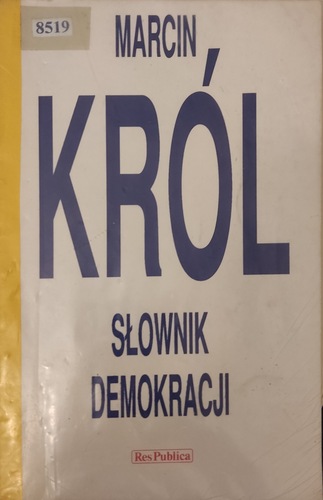 8519
MARCIN
KRÓL
SŁOWNIK
DEMOKRACJI
Res Publica